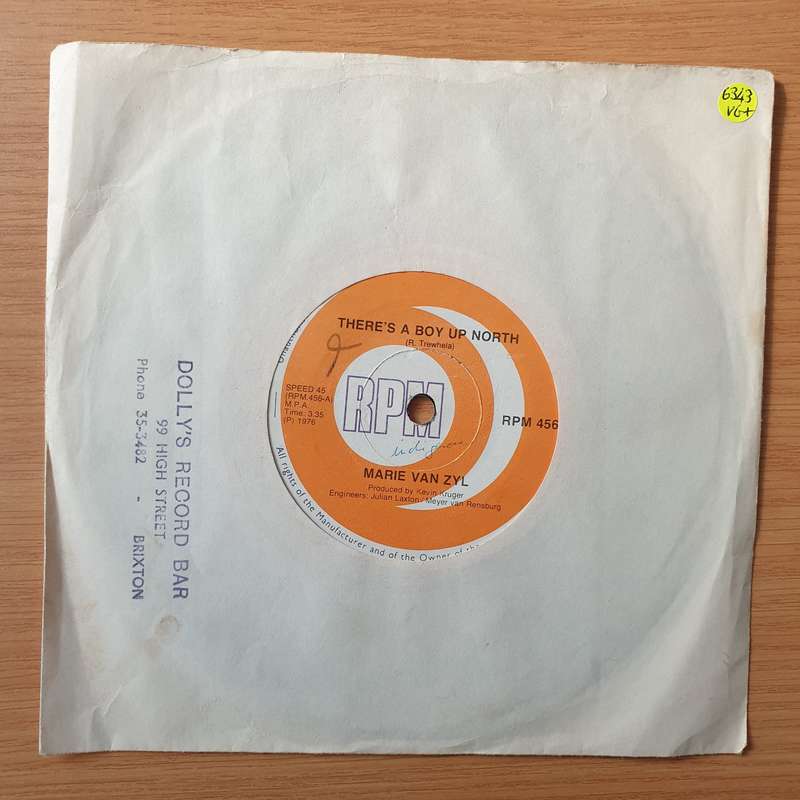 6343
VG+
THERE'S A BOY UP NORTH
(R. Trewhela)
SPEED 45
(RPM.456-A)
M.P.A.
Time: 3.35
(P) 1976
RPM
RPM 456
MARIE VAN ZYL
Produced by Kevin Kruger
Engineers: Julian Laxton / Meyer van Rensburg
All rights of the Manufacturer and of the Owner of the
DOLLY'S RECORD BAR
99 HIGH STREET
Phone 35-3482 - BRIXTON